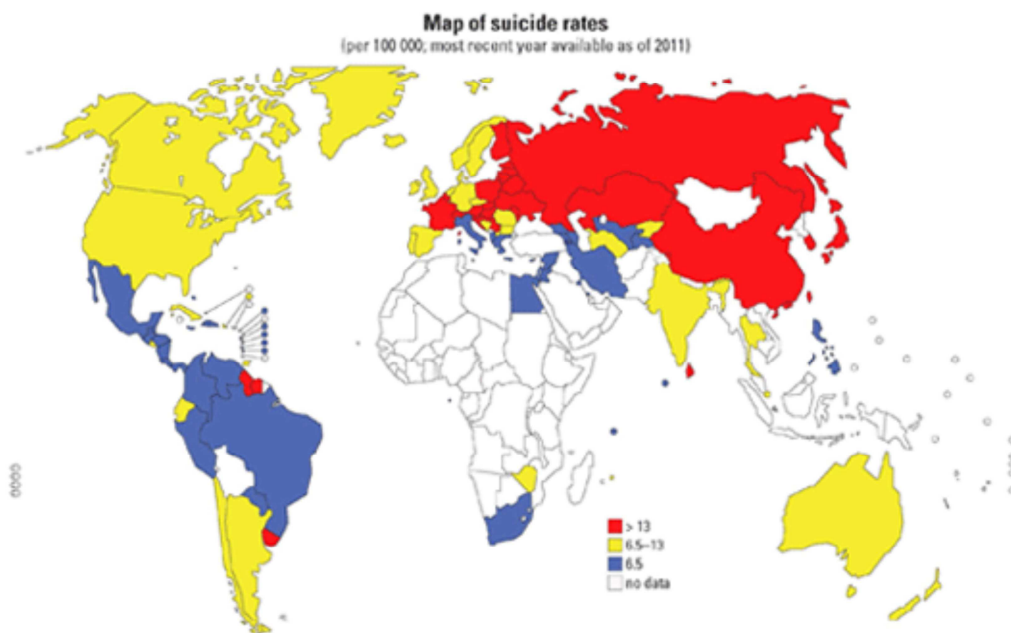 Map of suicide rates
(per 100 000; most recent year available as of 2011)
> 13
6.5–13
6.5
no data